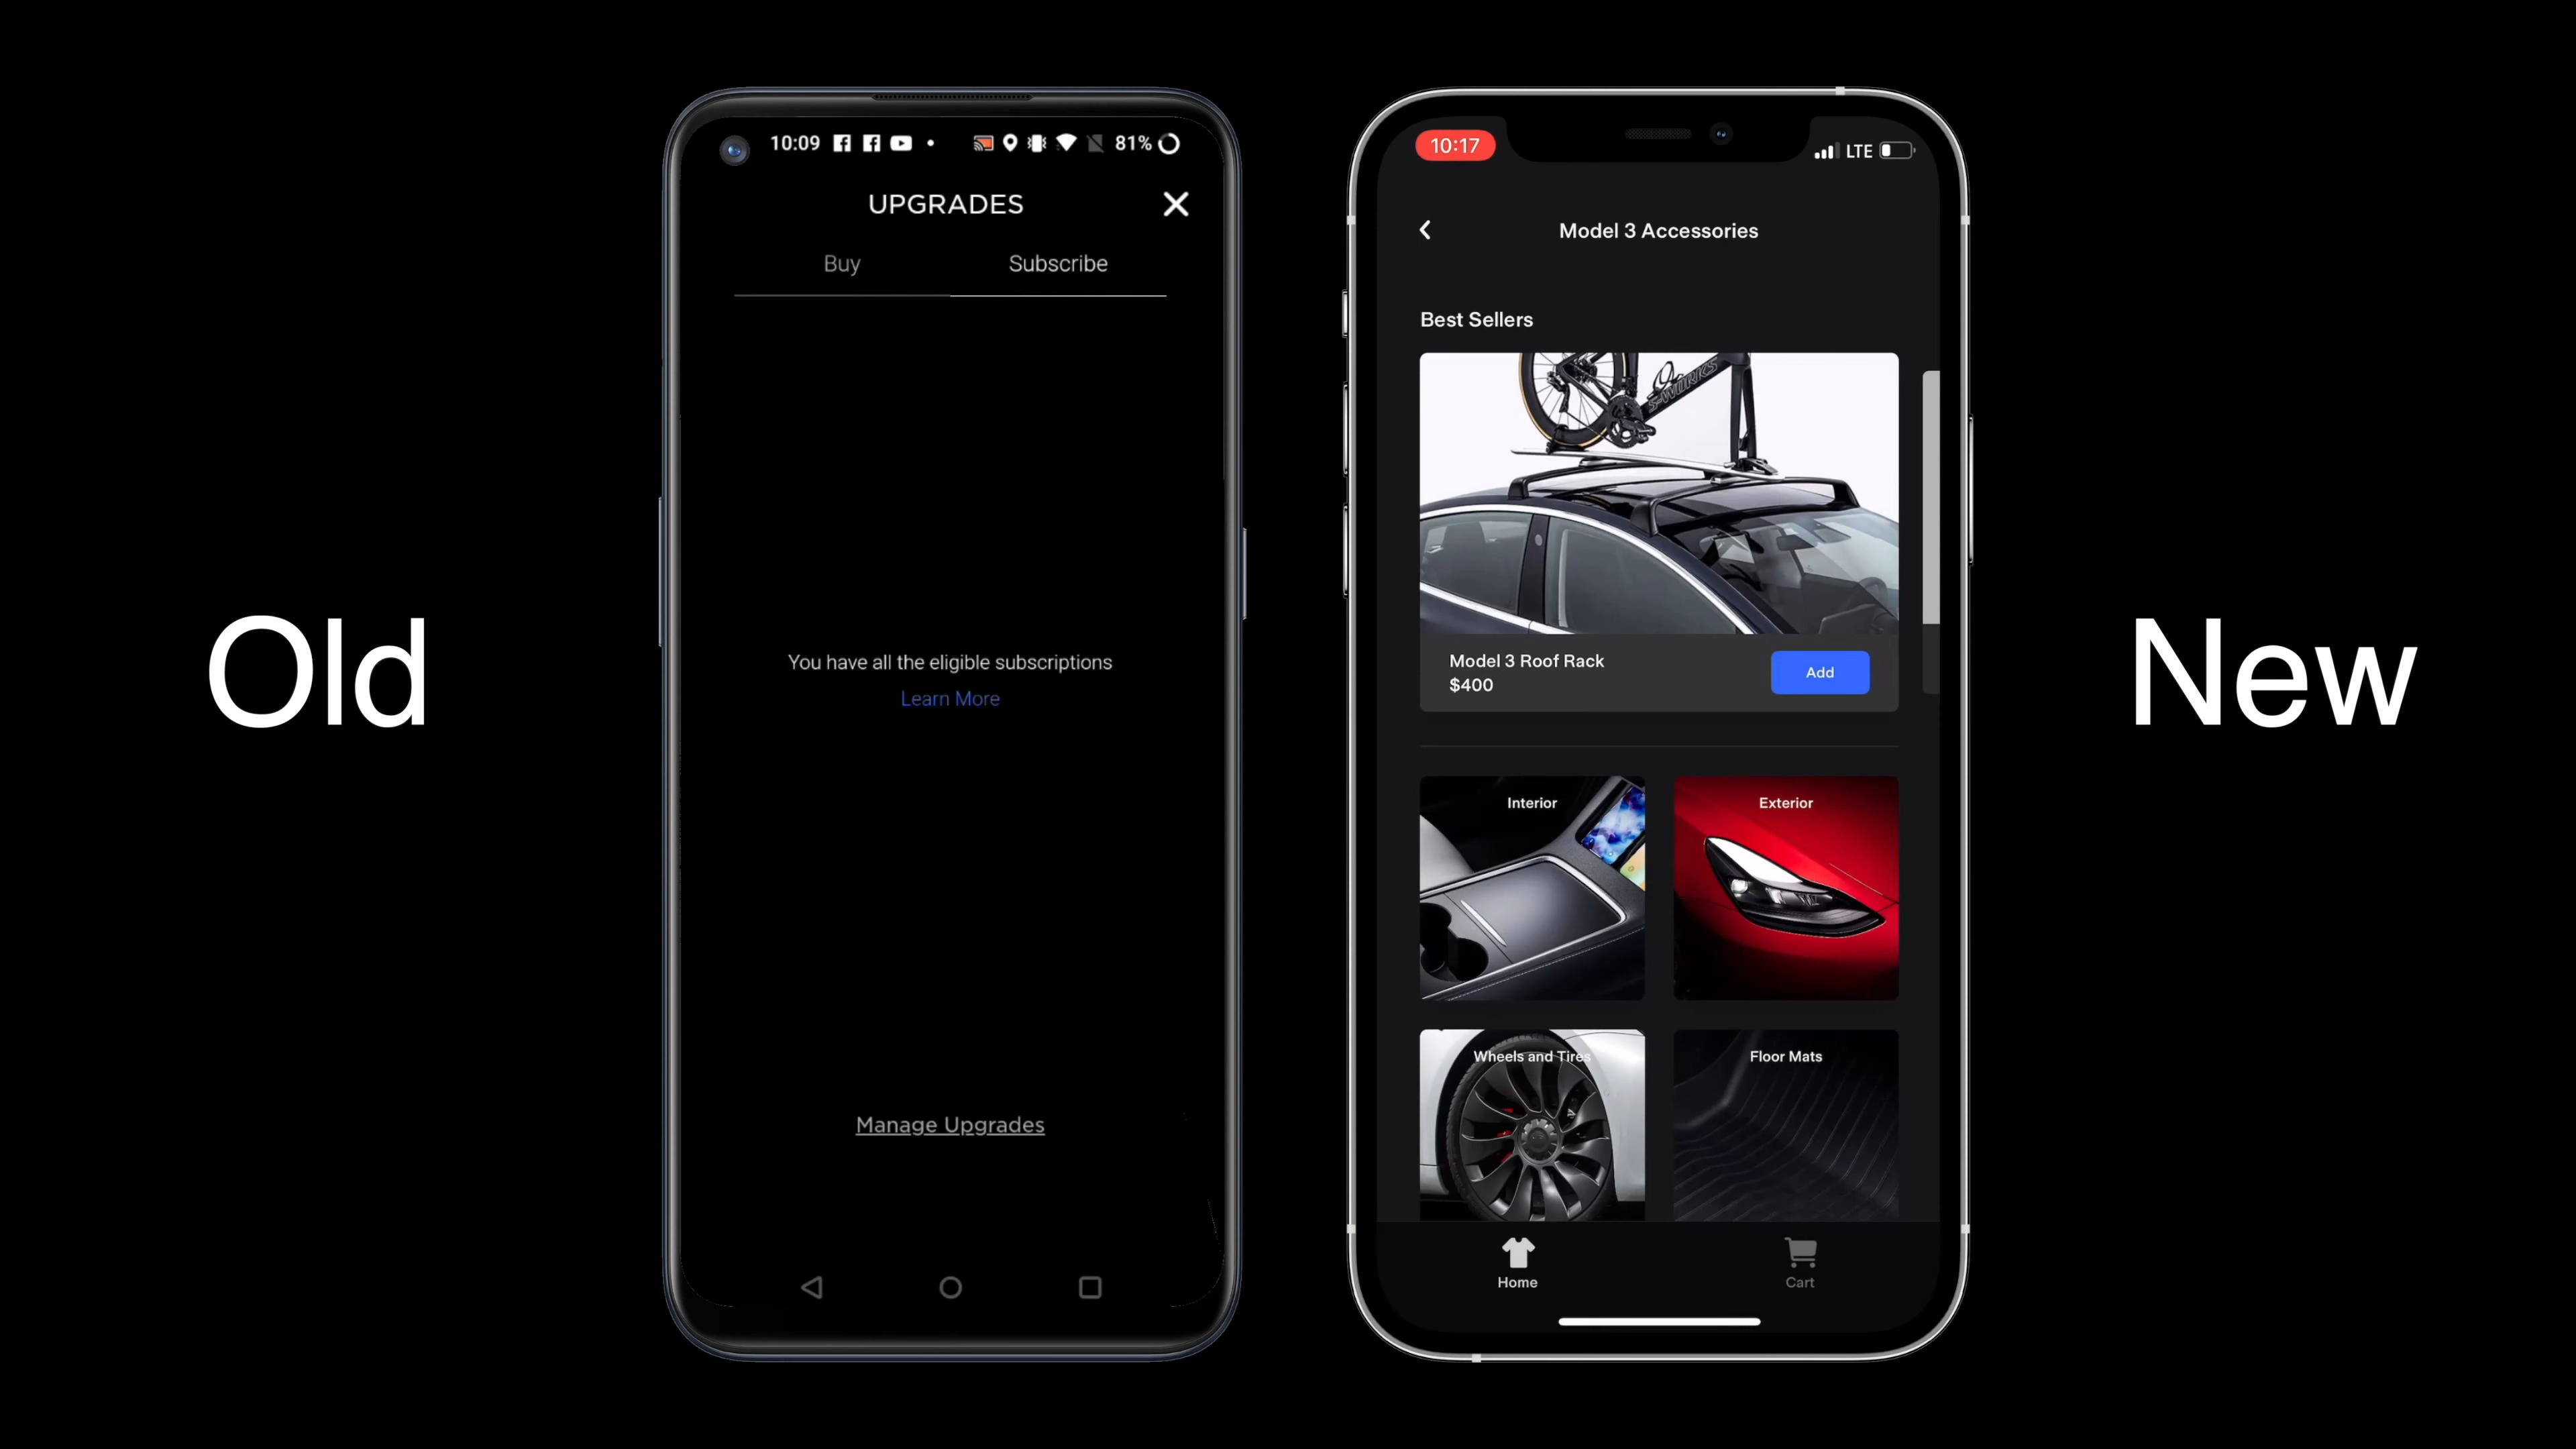 Old
10:09
81%
UPGRADES
Buy
Subscribe
You have all the eligible subscriptions
Learn More
Manage Upgrades
10:17
LTE
Model 3 Accessories
Best Sellers
S-WORKS
Model 3 Roof Rack
$400
Add
Interior
Exterior
Wheels and Tires
Floor Mats
Home
Cart
New